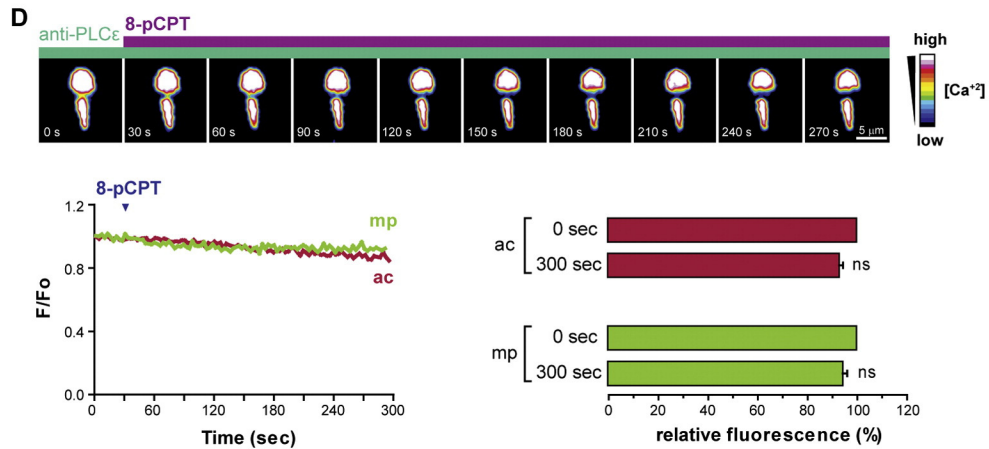 D
anti-PLCε 8-pCPT
high
[Ca⁺²]
low
0 s 30 s 60 s 90 s 120 s 150 s 180 s 210 s 240 s 270 s
5 μm
8-pCPT
1.2
0.8
0.4
0.0
F/Fo
mp
ac
0 60 120 180 240 300
Time (sec)
ac
0 sec
300 sec
ns
mp
0 sec
300 sec
ns
0 20 40 60 80 100 120
relative fluorescence (%)